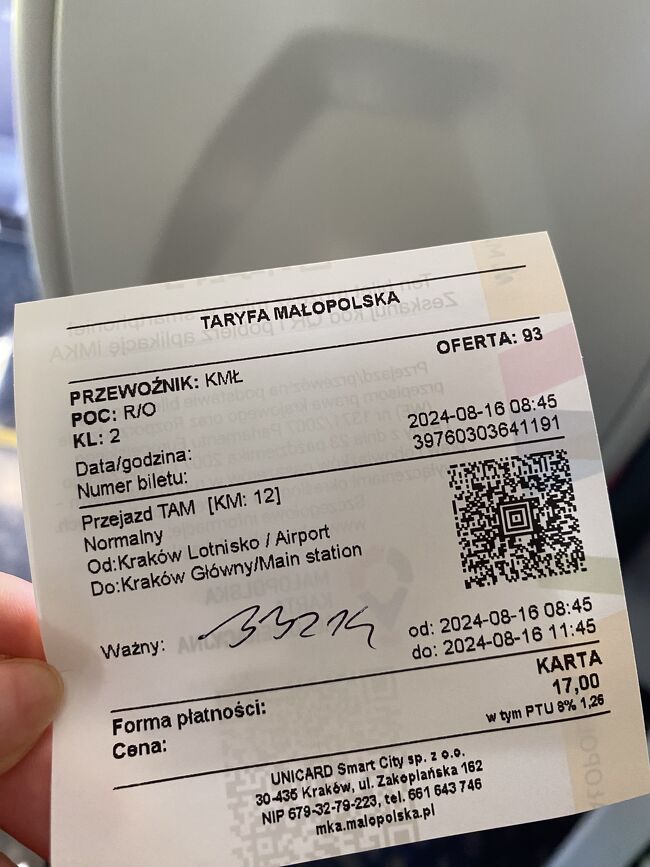 TARYFA MAŁOPOLSKA
OFERTA: 93
PRZEWOŹNIK: KMŁ
POC: R/O
KL: 2
Data/godzina: 2024-08-16 08:45
Numer biletu: 39760303641191
Przejazd TAM [KM: 12]
Normalny
Od:Kraków Lotnisko / Airport
Do:Kraków Główny/Main station
Ważny: 33214 od: 2024-08-16 08:45
do: 2024-08-16 11:45
Forma płatności: KARTA
Cena: 17,00
w tym PTU 8% 1,26
UNICARD Smart City sp. z o.o.
30-435 Kraków, ul. Zakopiańska 162
NIP 679-32-79-223, tel. 661 643 746
mka.malopolska.pl